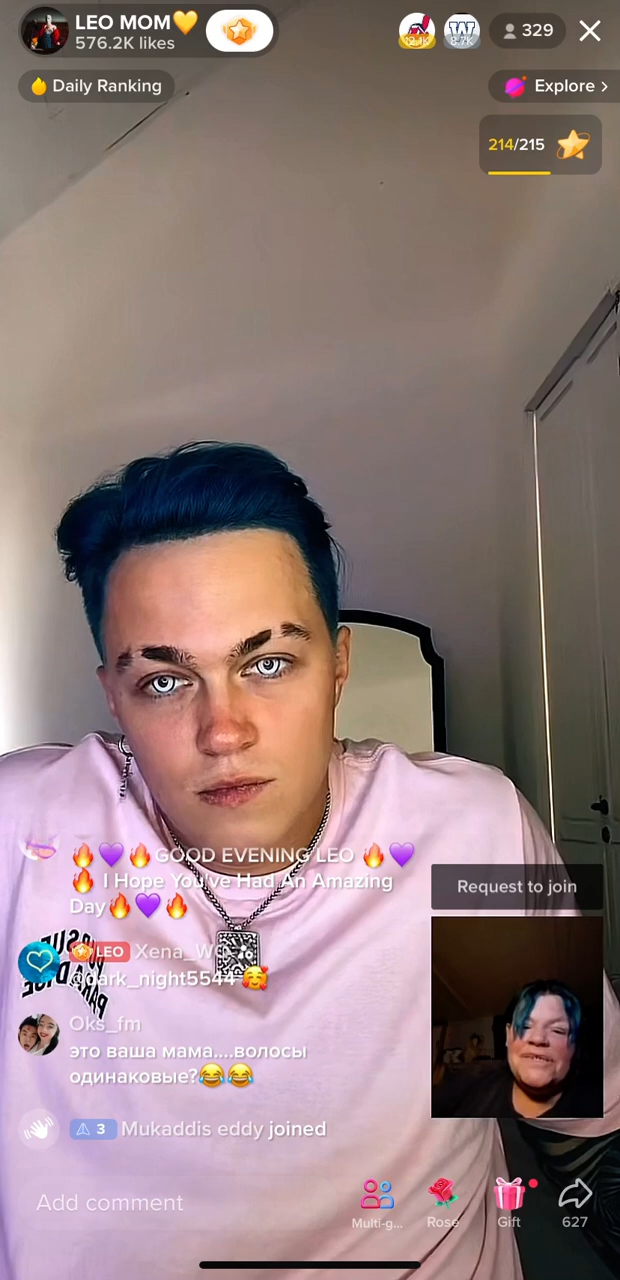 LEO MOM💛
576.2K likes
329
Daily Ranking
Explore >
214/215
🔥💜🔥GOOD EVENING LEO 🔥💜
🔥 I Hope You've Had An Amazing
Day🔥💜🔥
Request to join
LEO Xena_W
@dark_night5544 🥰
Oks_fm
это ваша мама....волосы
одинаковые?😂😂
3 Mukaddis eddy joined
Add comment
Multi-g...
Rose
Gift
627